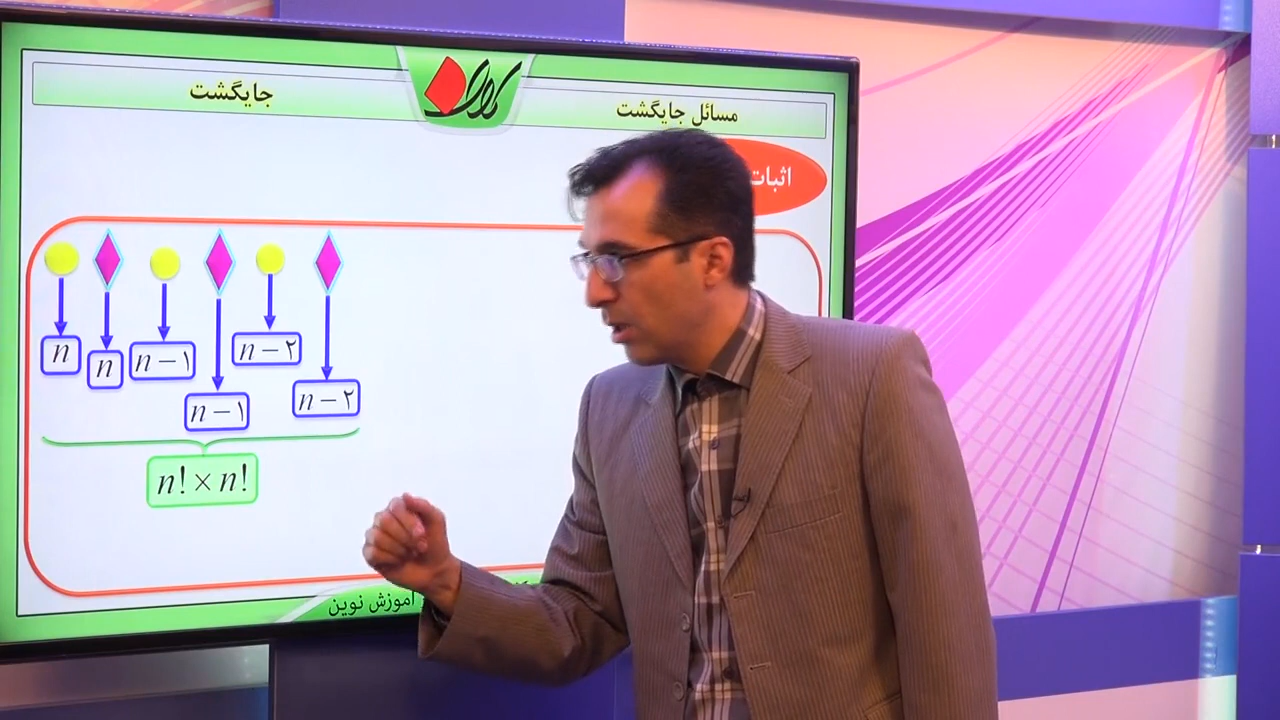 مسائل جایگشت
جایگشت
اثبات
n
n
n − ۱
n − ۱
n − ۲
n − ۲
n! × n!
آموزش نوین